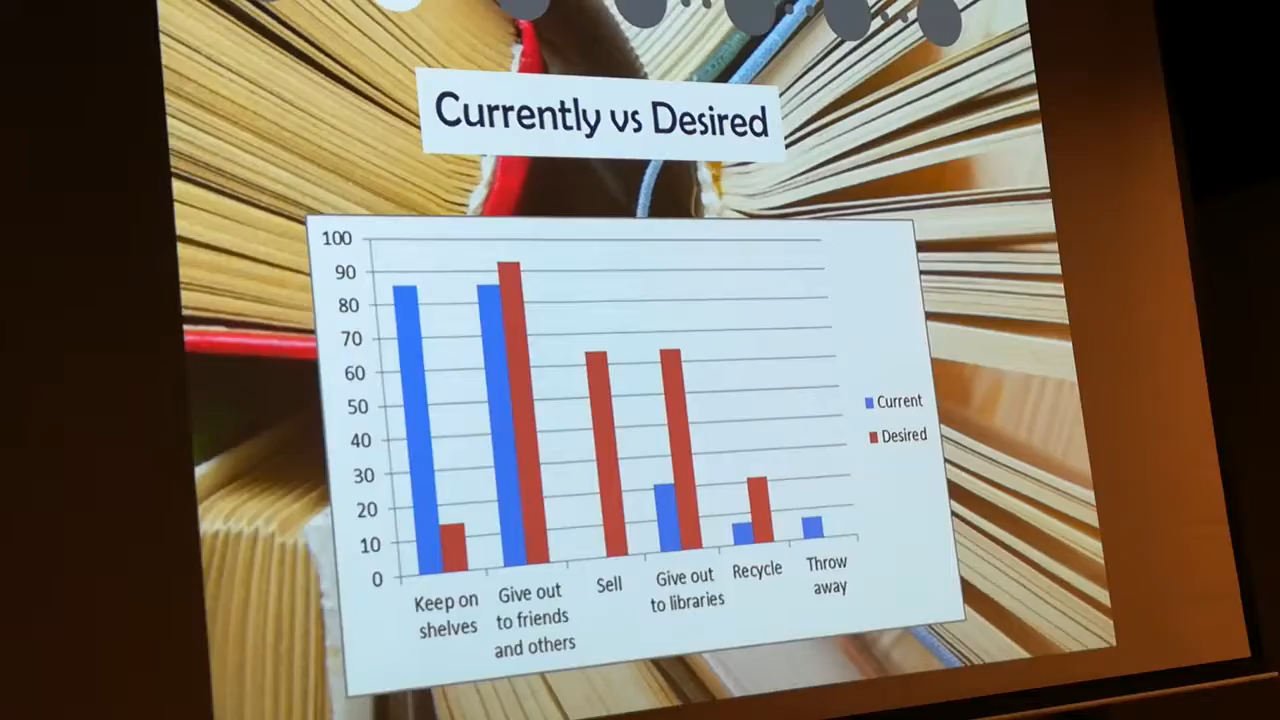 Currently vs Desired
100
90
80
70
60
50
40
30
20
10
0
Keep on
shelves
Give out
to friends
and others
Sell
Give out
to libraries
Recycle
Throw
away
Current
Desired